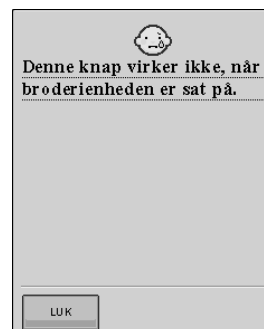 Denne knap virker ikke, når
broderienheden er sat på.
LUK